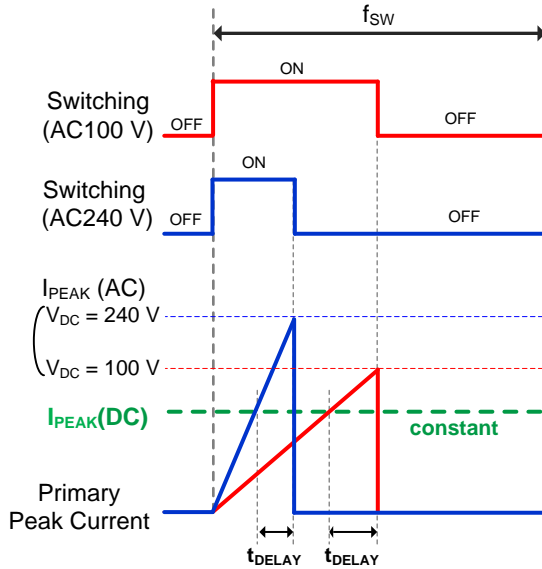 fSW
ON
Switching
(AC100 V)
OFF
OFF
ON
Switching
(AC240 V)
OFF
OFF
IPEAK (AC)
VDC = 240 V
VDC = 100 V
IPEAK(DC)
constant
Primary
Peak Current
tDELAY
tDELAY